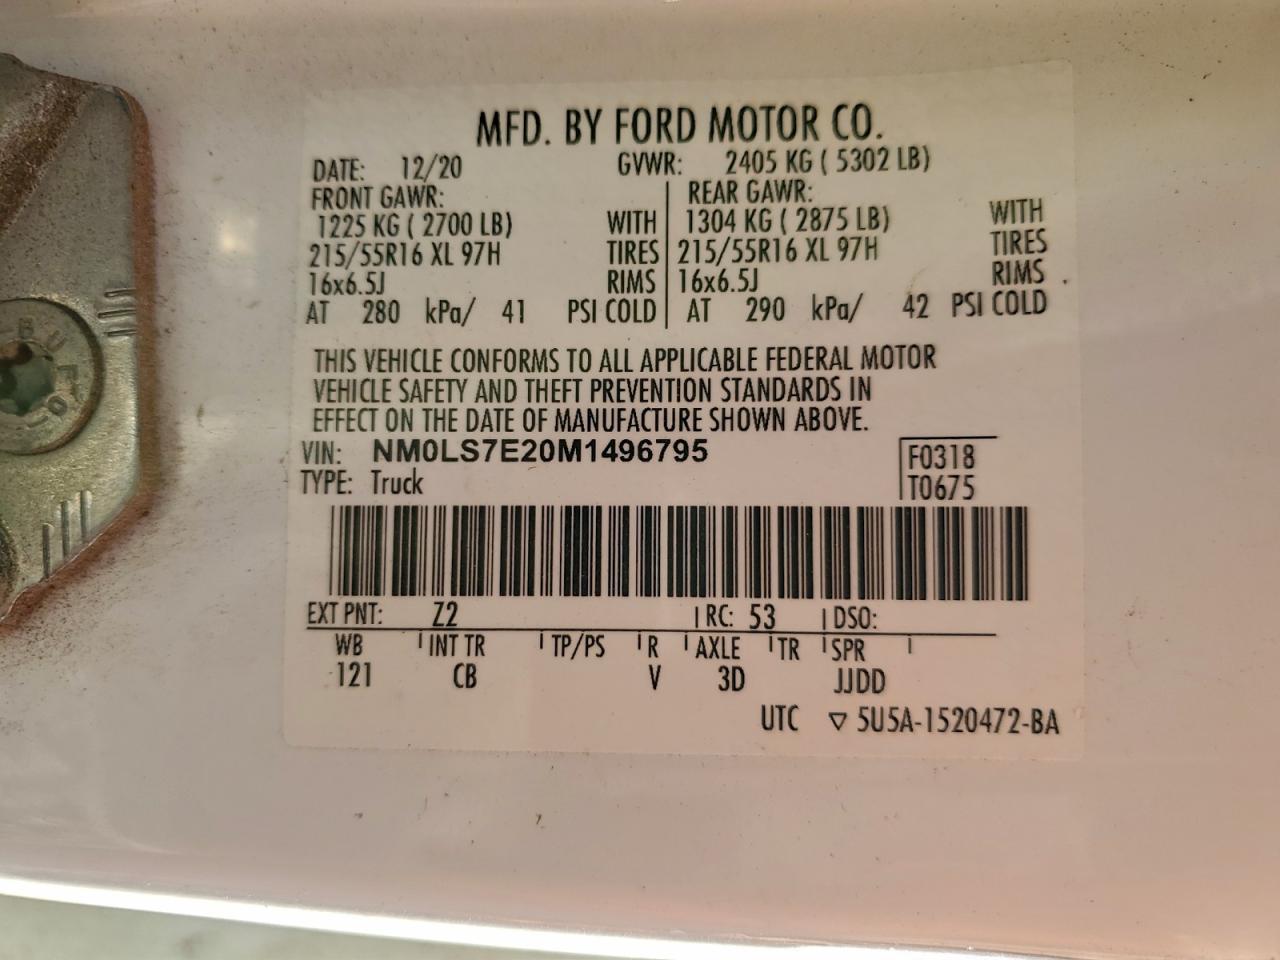 MFD. BY FORD MOTOR CO.
DATE: 12/20 GVWR: 2405 KG ( 5302 LB)
FRONT GAWR: REAR GAWR:
1225 KG ( 2700 LB) WITH 1304 KG ( 2875 LB) WITH
215/55R16 XL 97H TIRES 215/55R16 XL 97H TIRES
16x6.5J RIMS 16x6.5J RIMS .
AT 280 kPa/ 41 PSI COLD AT 290 kPa/ 42 PSI COLD
THIS VEHICLE CONFORMS TO ALL APPLICABLE FEDERAL MOTOR
VEHICLE SAFETY AND THEFT PREVENTION STANDARDS IN
EFFECT ON THE DATE OF MANUFACTURE SHOWN ABOVE.
VIN: NM0LS7E20M1496795 F0318
TYPE: Truck T0675
EXT PNT: Z2 RC: 53 DSO:
WB INT TR TP/PS R AXLE TR SPR
121 CB V 3D JJDD
UTC ▽ 5U5A-1520472-BA